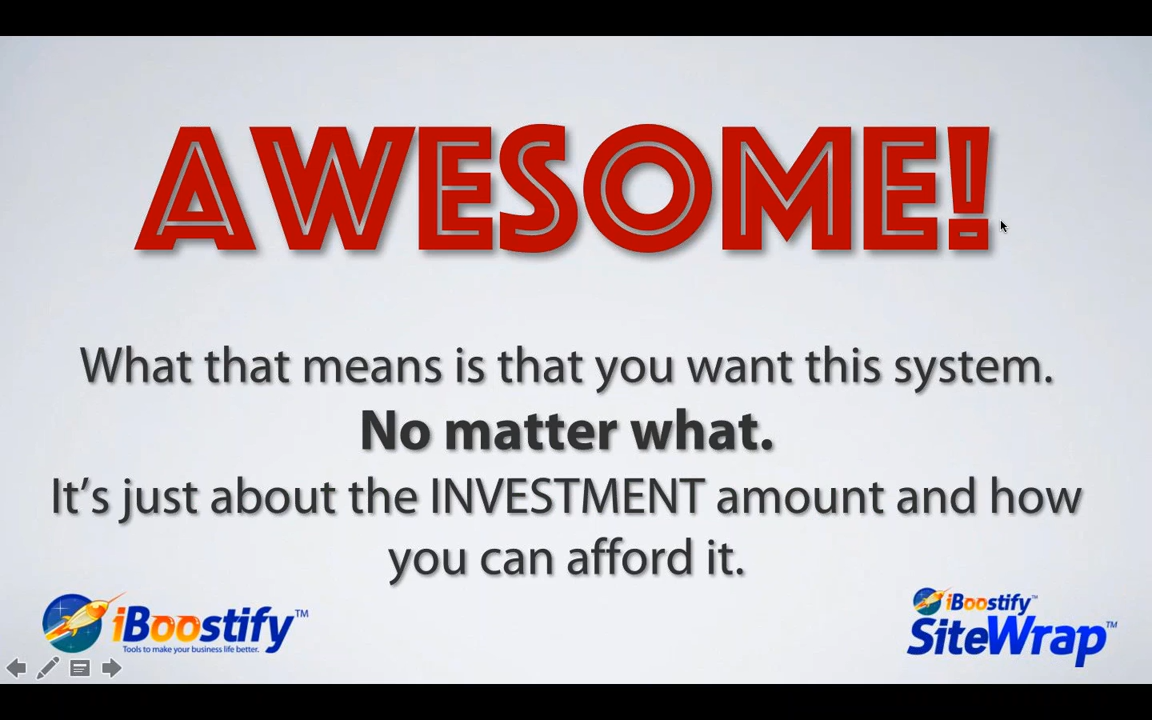 AWESOME!
What that means is that you want this system.
No matter what.
It's just about the INVESTMENT amount and how
you can afford it.
iBoostify™
Tools to make your business life better.
iBoostify™
SiteWrap™